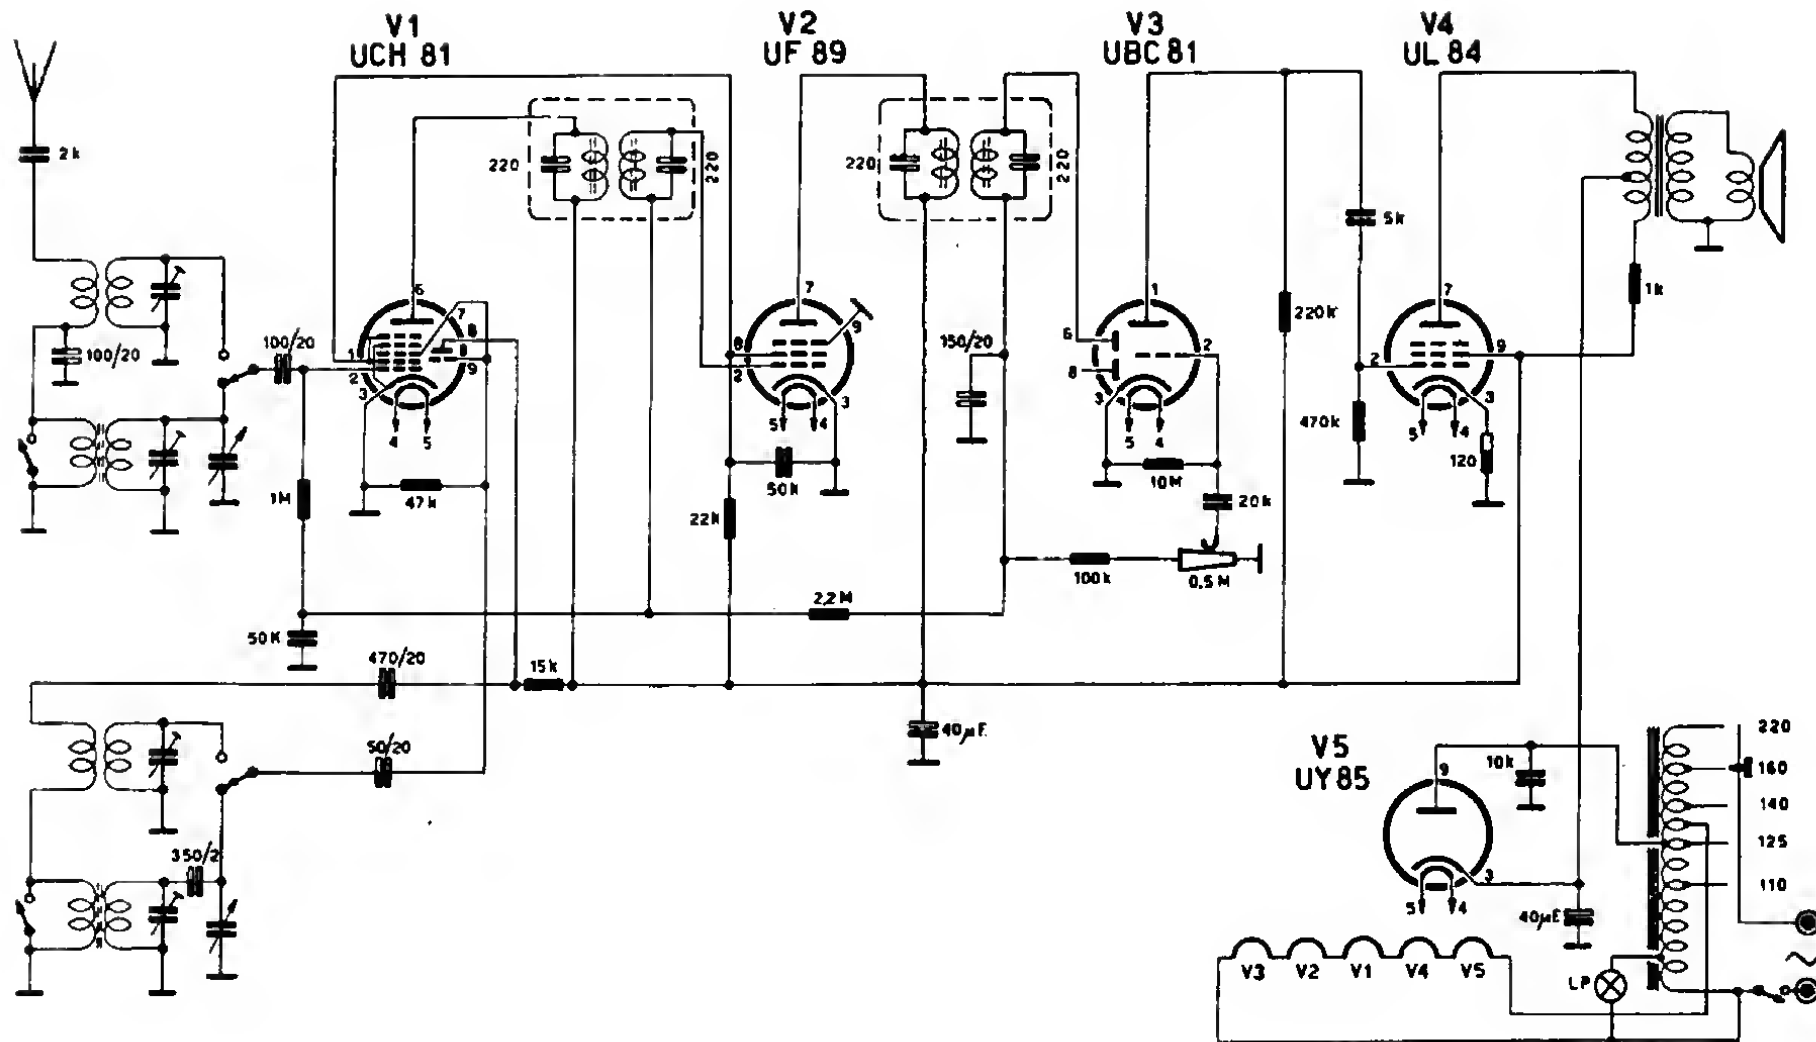 V1
UCH 81
V2
UF 89
V3
UBC 81
V4
UL 84
2k
220
220
220
220
5k
1k
100/20
100/20
6
7
8
1
2
9
3
4
5
7
9
8
2
3
5
4
150/20
1
6
2
8
3
5
4
220k
7
2
9
3
5
4
470k
120
1M
47k
50k
22k
10M
20k
100k
0,5M
2,2M
50K
470/20
15k
40µF
50/20
350/2
V5
UY85
9
10k
3
5
4
40µF
220
160
140
125
110
V3
V2
V1
V4
V5
LP
~